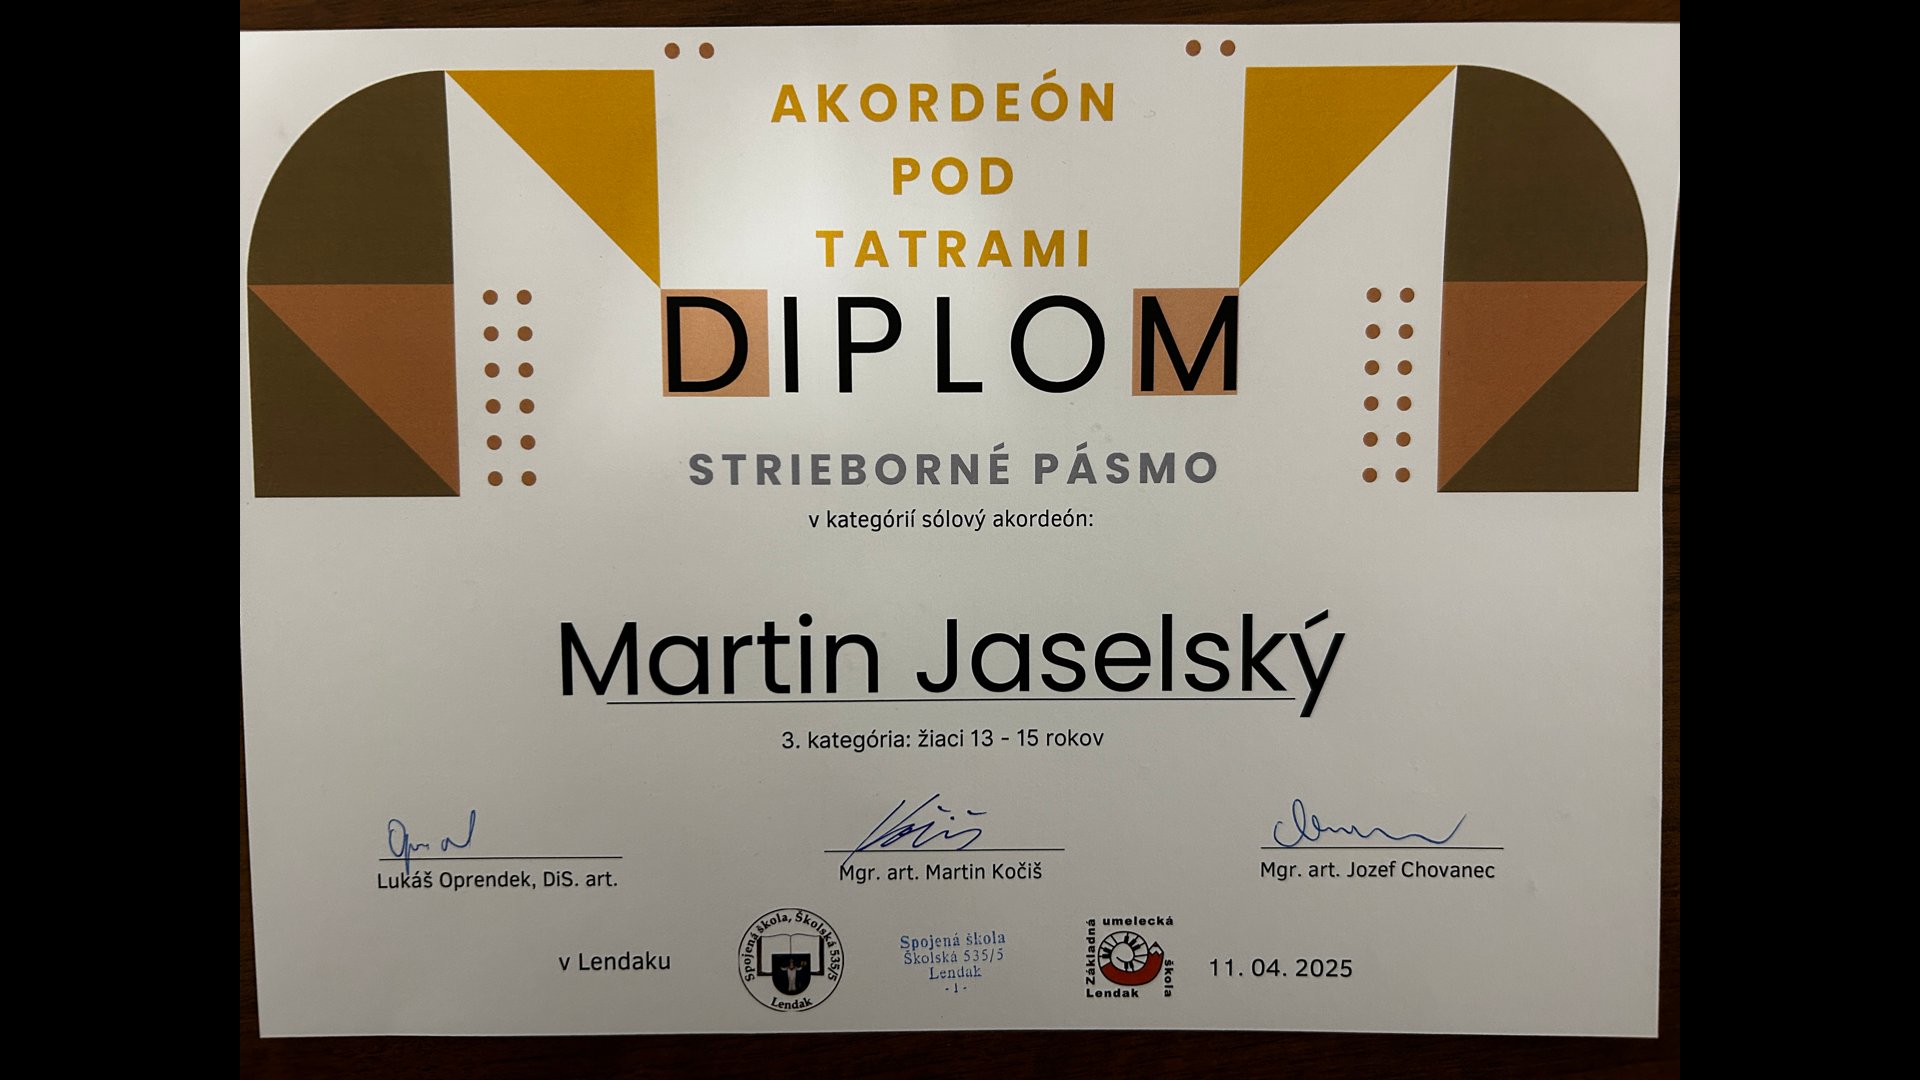 AKORDEÓN
POD
TATRAMI
DIPLOM
STRIEBORNÉ PÁSMO
v kategórií sólový akordeón:
Martin Jaselský
3. kategória: žiaci 13 - 15 rokov
Lukáš Oprendek, DiS. art.
Mgr. art. Martin Kočiš
Mgr. art. Jozef Chovanec
v Lendaku
Spojená škola, Školská 535/5
Lendak
Spojená škola
Školská 535/5
Lendak
- 1 -
Základná umelecká škola
Lendak
11. 04. 2025